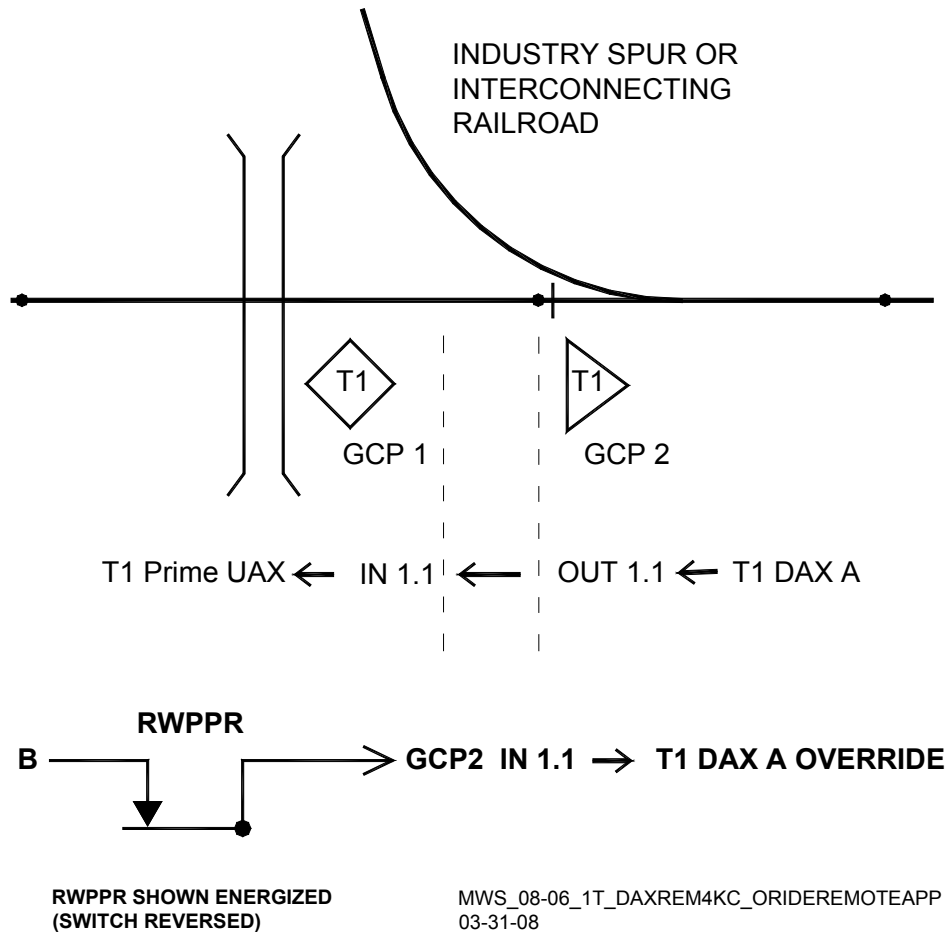 INDUSTRY SPUR OR
INTERCONNECTING
RAILROAD
T1
T1
GCP 1
GCP 2
T1 Prime UAX
IN 1.1
OUT 1.1
T1 DAX A
RWPPR
B
GCP2 IN 1.1
T1 DAX A OVERRIDE
RWPPR SHOWN ENERGIZED
(SWITCH REVERSED)
MWS_08-06_1T_DAXREM4KC_ORIDEREMOTEAPP
03-31-08